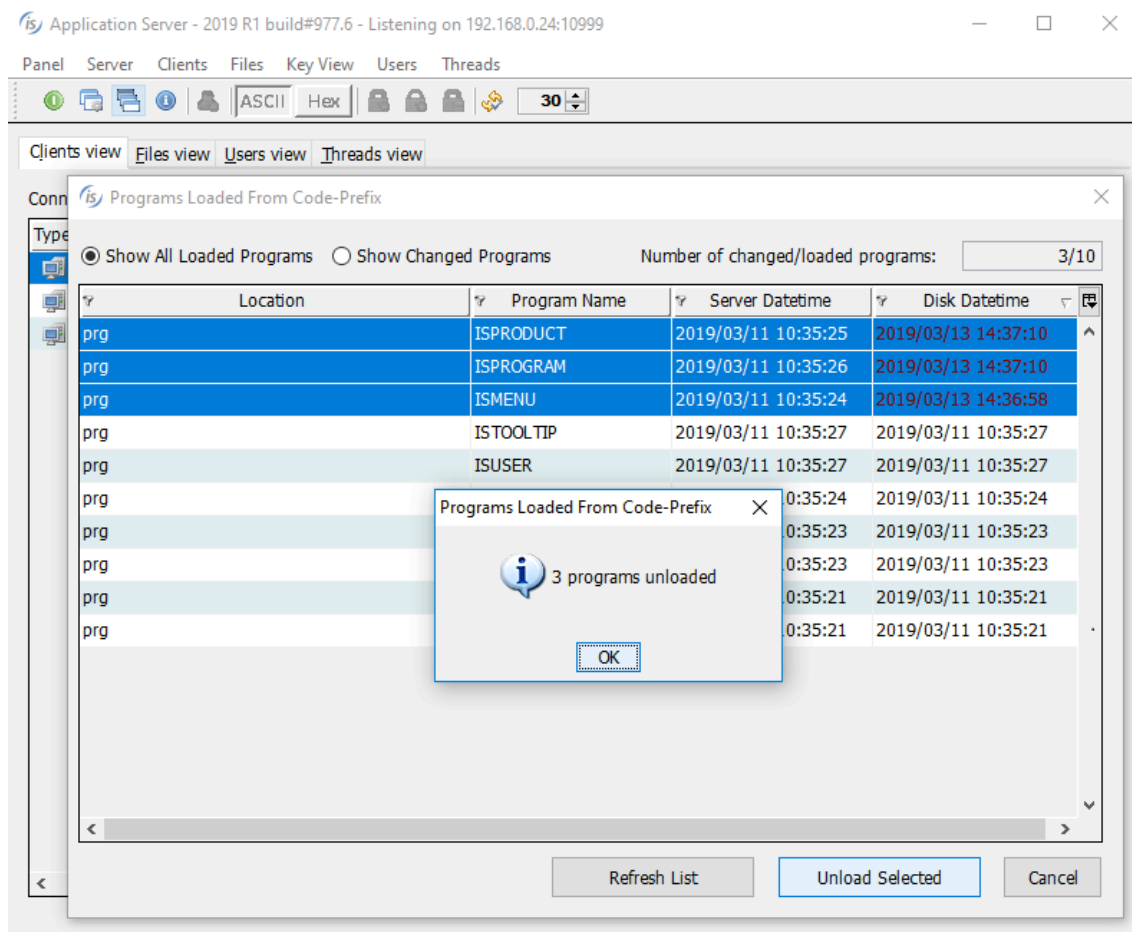 Application Server - 2019 R1 build#977.6 - Listening on 192.168.0.24:10999
Panel Server Clients Files Key View Users Threads
ASCII Hex 30
Clients view Files view Users view Threads view
Conn
Programs Loaded From Code-Prefix
Type
Show All Loaded Programs Show Changed Programs Number of changed/loaded programs: 3/10
Location Program Name Server Datetime Disk Datetime
prg ISPRODUCT 2019/03/11 10:35:25 2019/03/13 14:37:10
prg ISPROGRAM 2019/03/11 10:35:26 2019/03/13 14:37:10
prg ISMENU 2019/03/11 10:35:24 2019/03/13 14:36:58
prg ISTOOLTIP 2019/03/11 10:35:27 2019/03/11 10:35:27
prg ISUSER 2019/03/11 10:35:27 2019/03/11 10:35:27
prg 0:35:24 2019/03/11 10:35:24
prg 0:35:23 2019/03/11 10:35:23
prg 0:35:23 2019/03/11 10:35:23
prg 0:35:21 2019/03/11 10:35:21
prg 0:35:21 2019/03/11 10:35:21
Programs Loaded From Code-Prefix
3 programs unloaded
OK
Refresh List Unload Selected Cancel